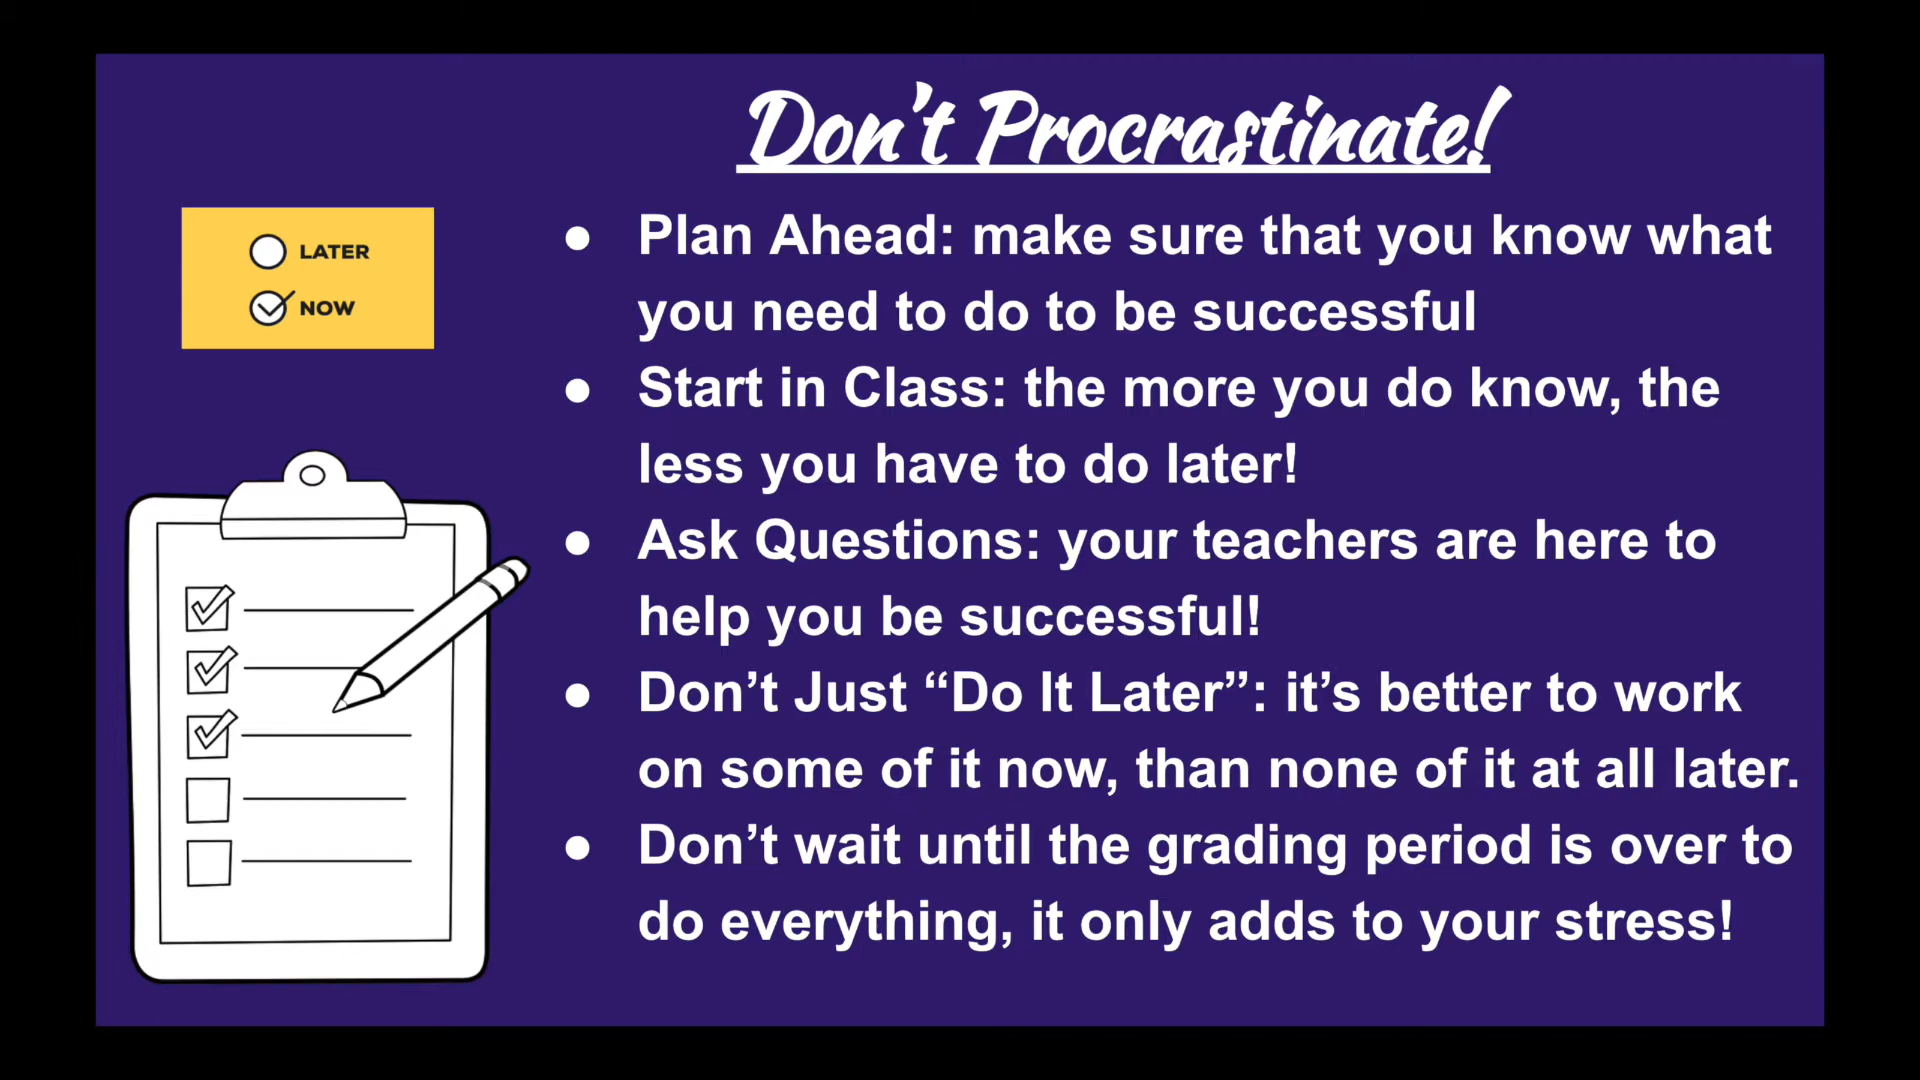 Don't Procrastinate!
LATER
NOW
● Plan Ahead: make sure that you know what
you need to do to be successful
● Start in Class: the more you do know, the
less you have to do later!
● Ask Questions: your teachers are here to
help you be successful!
● Don’t Just “Do It Later”: it’s better to work
on some of it now, than none of it at all later.
● Don’t wait until the grading period is over to
do everything, it only adds to your stress!